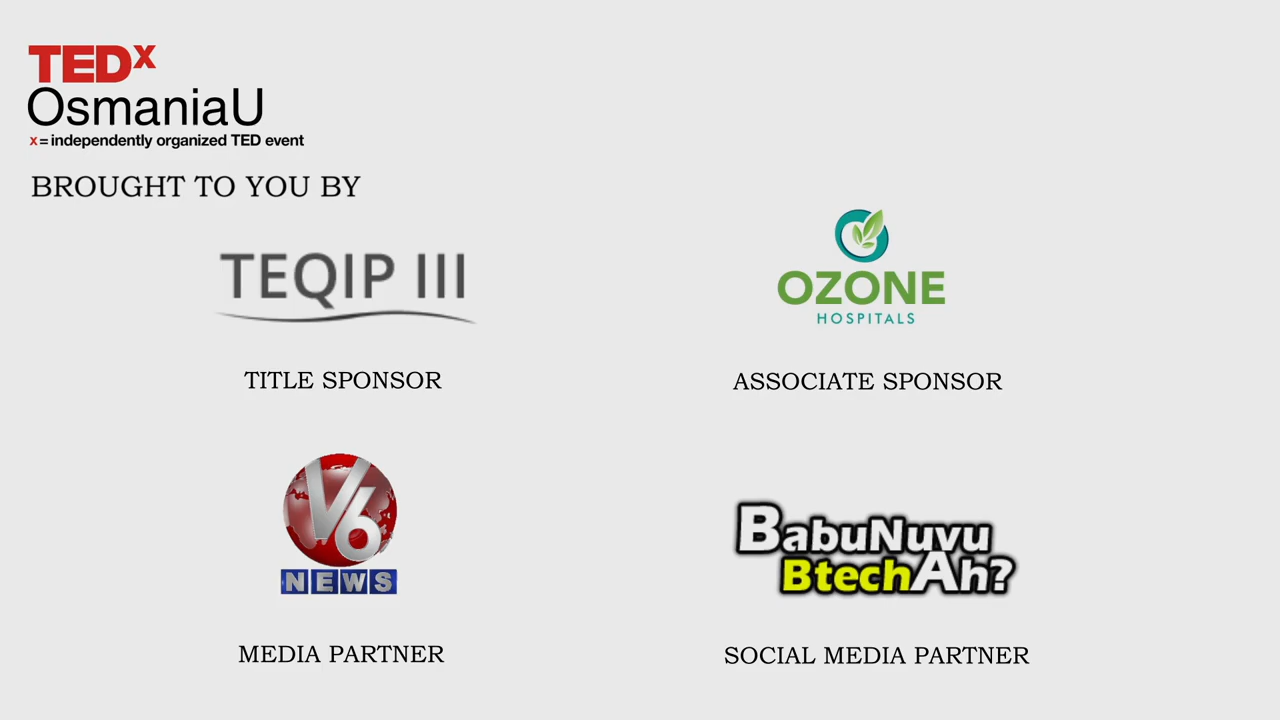 TEDx
OsmaniaU
x = independently organized TED event
BROUGHT TO YOU BY
TEQIP III
TITLE SPONSOR
OZONE
HOSPITALS
ASSOCIATE SPONSOR
V6
NEWS
MEDIA PARTNER
BabuNuvu
BtechAh?
SOCIAL MEDIA PARTNER